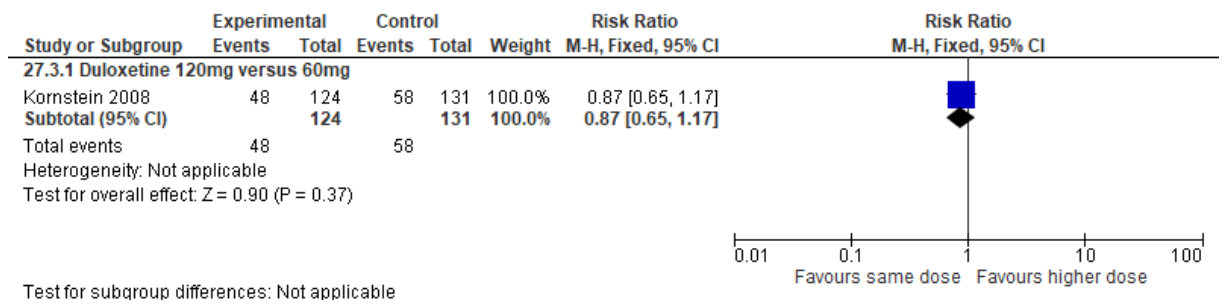 Experimental Control Risk Ratio Risk Ratio
Study or Subgroup Events Total Events Total Weight M-H, Fixed, 95% CI M-H, Fixed, 95% CI
27.3.1 Duloxetine 120mg versus 60mg
Kornstein 2008 48 124 58 131 100.0% 0.87 [0.65, 1.17]
Subtotal (95% CI) 124 131 100.0% 0.87 [0.65, 1.17]
Total events 48 58
Heterogeneity: Not applicable
Test for overall effect: Z = 0.90 (P = 0.37)
0.01 0.1 1 10 100
Favours same dose Favours higher dose
Test for subgroup differences: Not applicable